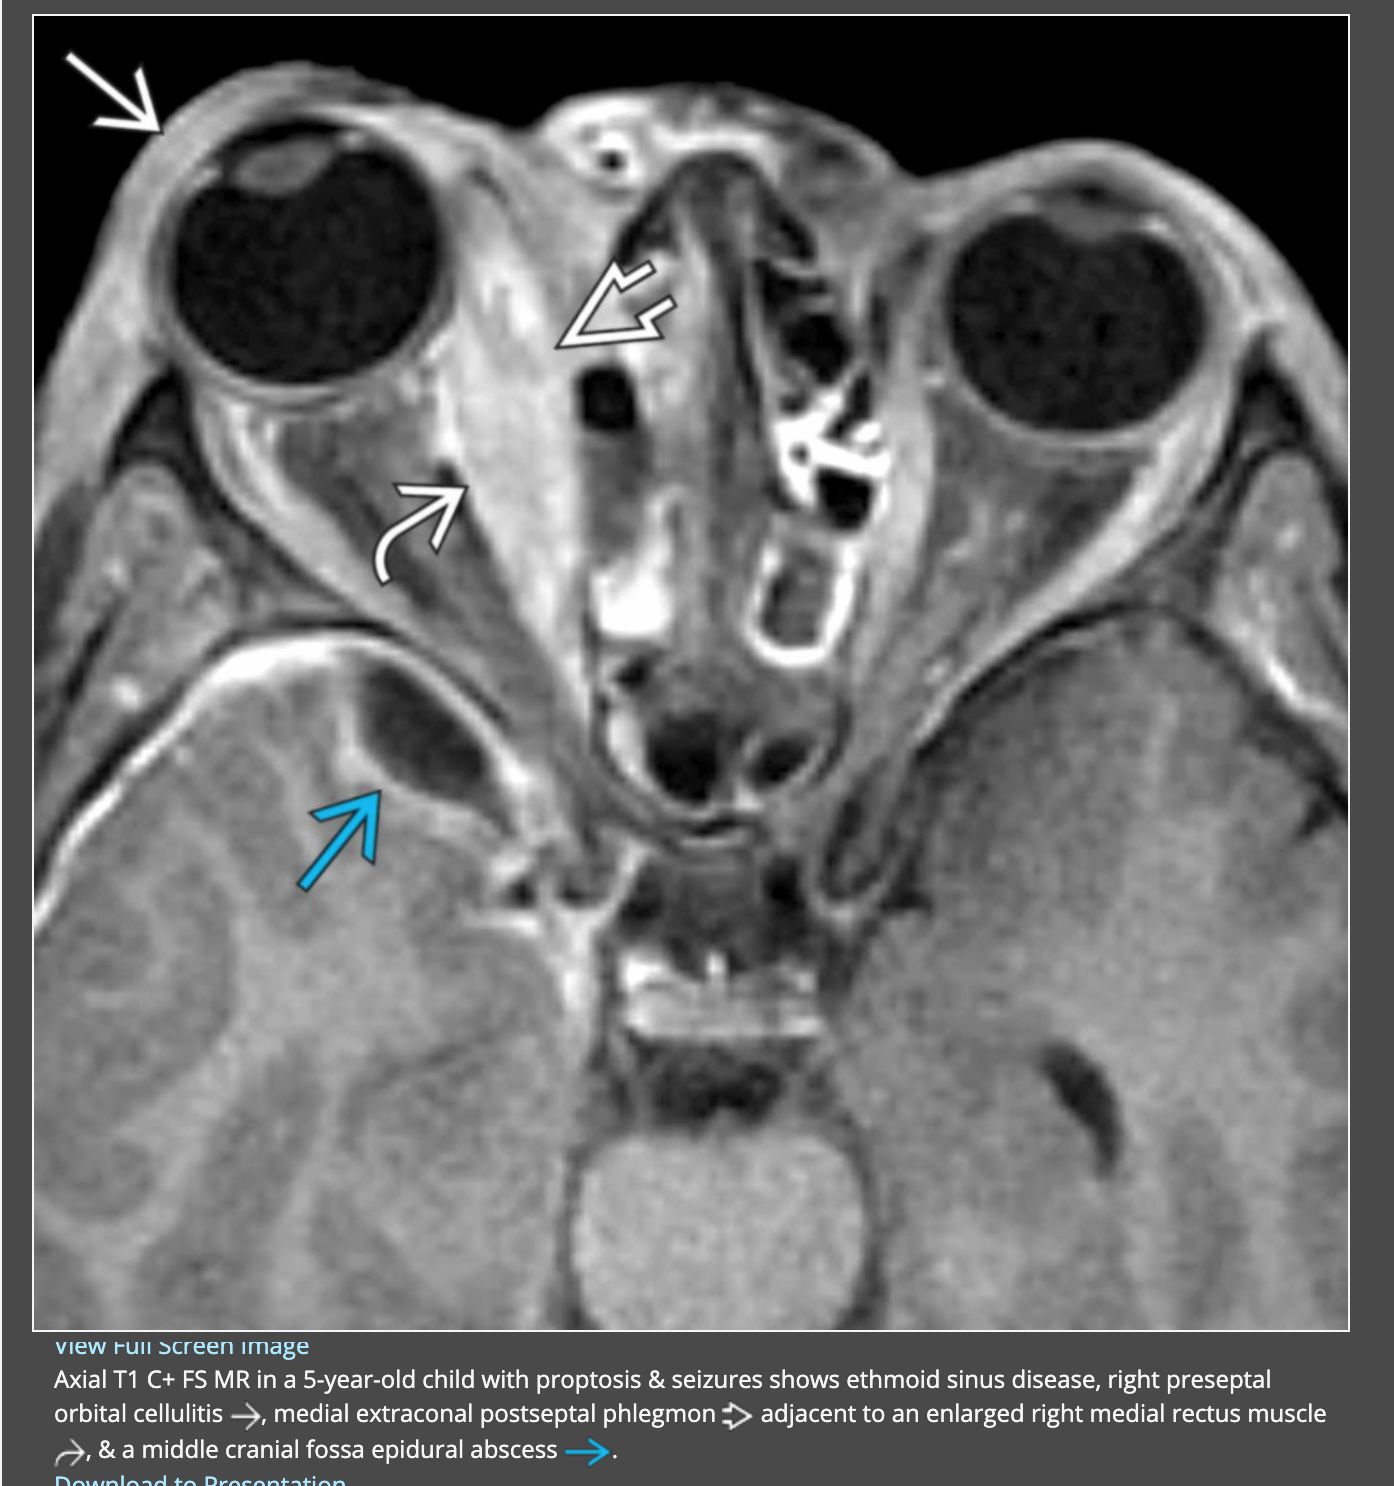 View Full Screen Image
Axial T1 C+ FS MR in a 5-year-old child with proptosis & seizures shows ethmoid sinus disease, right preseptal
orbital cellulitis →, medial extraconal postseptal phlegmon ⇨ adjacent to an enlarged right medial rectus muscle
↷, & a middle cranial fossa epidural abscess →.
Download to Presentation